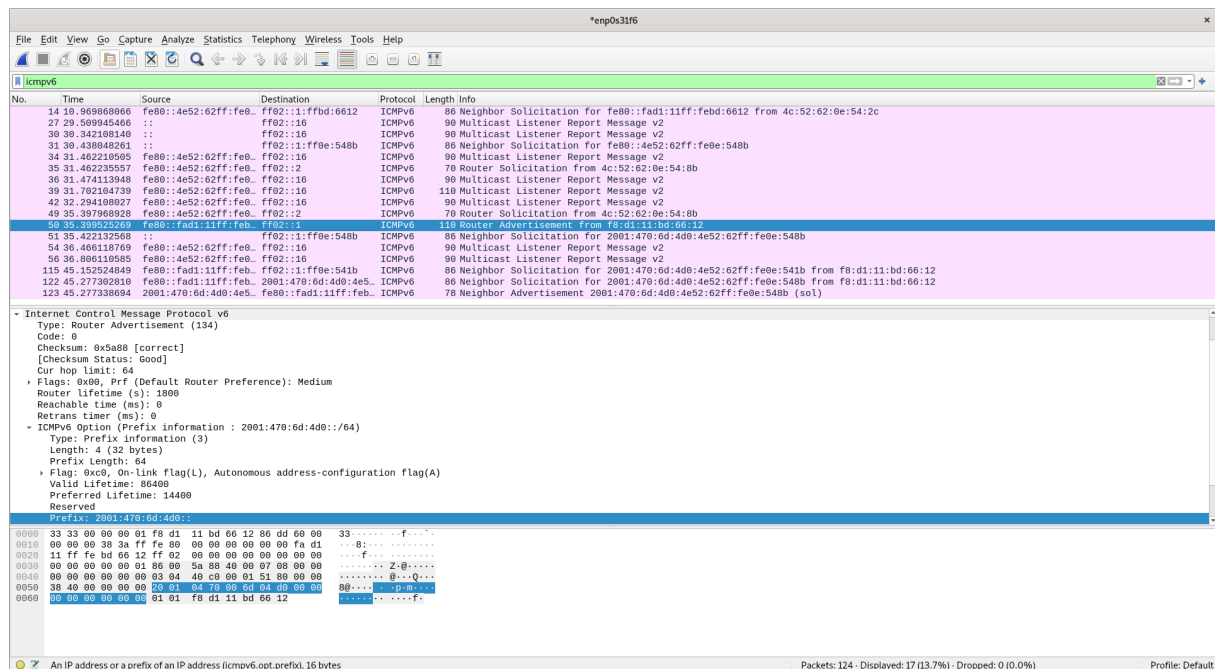 *enp0s31f6
File Edit View Go Capture Analyze Statistics Telephony Wireless Tools Help
icmpv6
No. Time Source Destination Protocol Length Info
14 10.969868066 fe80::4e52:62ff:fe0… ff02::1:ffbd:6612 ICMPv6 86 Neighbor Solicitation for fe80::fad1:11ff:febd:6612 from 4c:52:62:0e:54:2c
27 29.509945466 :: ff02::16 ICMPv6 90 Multicast Listener Report Message v2
30 30.342108140 :: ff02::16 ICMPv6 90 Multicast Listener Report Message v2
31 30.438048261 :: ff02::1:ff0e:548b ICMPv6 86 Neighbor Solicitation for fe80::4e52:62ff:fe0e:548b
34 31.462210505 fe80::4e52:62ff:fe0… ff02::16 ICMPv6 90 Multicast Listener Report Message v2
35 31.462235557 fe80::4e52:62ff:fe0… ff02::2 ICMPv6 70 Router Solicitation from 4c:52:62:0e:54:8b
36 31.474113948 fe80::4e52:62ff:fe0… ff02::16 ICMPv6 90 Multicast Listener Report Message v2
39 31.702104739 fe80::4e52:62ff:fe0… ff02::16 ICMPv6 110 Multicast Listener Report Message v2
42 32.294108027 fe80::4e52:62ff:fe0… ff02::16 ICMPv6 90 Multicast Listener Report Message v2
49 35.397968928 fe80::4e52:62ff:fe0… ff02::2 ICMPv6 70 Router Solicitation from 4c:52:62:0e:54:8b
50 35.399525269 fe80::fad1:11ff:feb… ff02::1 ICMPv6 110 Router Advertisement from f8:d1:11:bd:66:12
51 35.422132568 :: ff02::1:ff0e:548b ICMPv6 86 Neighbor Solicitation for 2001:470:6d:4d0:4e52:62ff:fe0e:548b
54 36.466118769 fe80::4e52:62ff:fe0… ff02::16 ICMPv6 90 Multicast Listener Report Message v2
56 36.806110585 fe80::4e52:62ff:fe0… ff02::16 ICMPv6 90 Multicast Listener Report Message v2
115 45.152524849 fe80::fad1:11ff:feb… ff02::1:ff0e:541b ICMPv6 86 Neighbor Solicitation for 2001:470:6d:4d0:4e52:62ff:fe0e:541b from f8:d1:11:bd:66:12
122 45.277302810 fe80::fad1:11ff:feb… 2001:470:6d:4d0:4e5… ICMPv6 86 Neighbor Solicitation for 2001:470:6d:4d0:4e52:62ff:fe0e:548b from f8:d1:11:bd:66:12
123 45.277338694 2001:470:6d:4d0:4e5… fe80::fad1:11ff:feb… ICMPv6 78 Neighbor Advertisement 2001:470:6d:4d0:4e52:62ff:fe0e:548b (sol)
Internet Control Message Protocol v6
Type: Router Advertisement (134)
Code: 0
Checksum: 0x5a88 [correct]
[Checksum Status: Good]
Cur hop limit: 64
Flags: 0x00, Prf (Default Router Preference): Medium
Router lifetime (s): 1800
Reachable time (ms): 0
Retrans timer (ms): 0
ICMPv6 Option (Prefix information : 2001:470:6d:4d0::/64)
Type: Prefix information (3)
Length: 4 (32 bytes)
Prefix Length: 64
Flag: 0xc0, On-link flag(L), Autonomous address-configuration flag(A)
Valid Lifetime: 86400
Preferred Lifetime: 14400
Reserved
Prefix: 2001:470:6d:4d0::
0000 33 33 00 00 00 01 f8 d1 11 bd 66 12 86 dd 60 00 33······ ··f···`·
0010 00 00 00 38 3a ff fe 80 00 00 00 00 00 00 fa d1 ···8:··· ········
0020 11 ff fe bd 66 12 ff 02 00 00 00 00 00 00 00 00 ····f··· ········
0030 00 00 00 00 00 01 86 00 5a 88 40 00 07 08 00 00 ········ Z·@·····
0040 00 00 00 00 00 00 03 04 40 c0 00 01 51 80 00 00 ········ @···Q···
0050 38 40 00 00 00 00 20 01 04 70 00 6d 04 d0 00 00 8@···· · ·p·m····
0060 00 00 00 00 00 00 01 01 f8 d1 11 bd 66 12 ········ ····f·
An IP address or a prefix of an IP address (icmpv6.opt.prefix), 16 bytes Packets: 124 · Displayed: 17 (13.7%) · Dropped: 0 (0.0%) Profile: Default